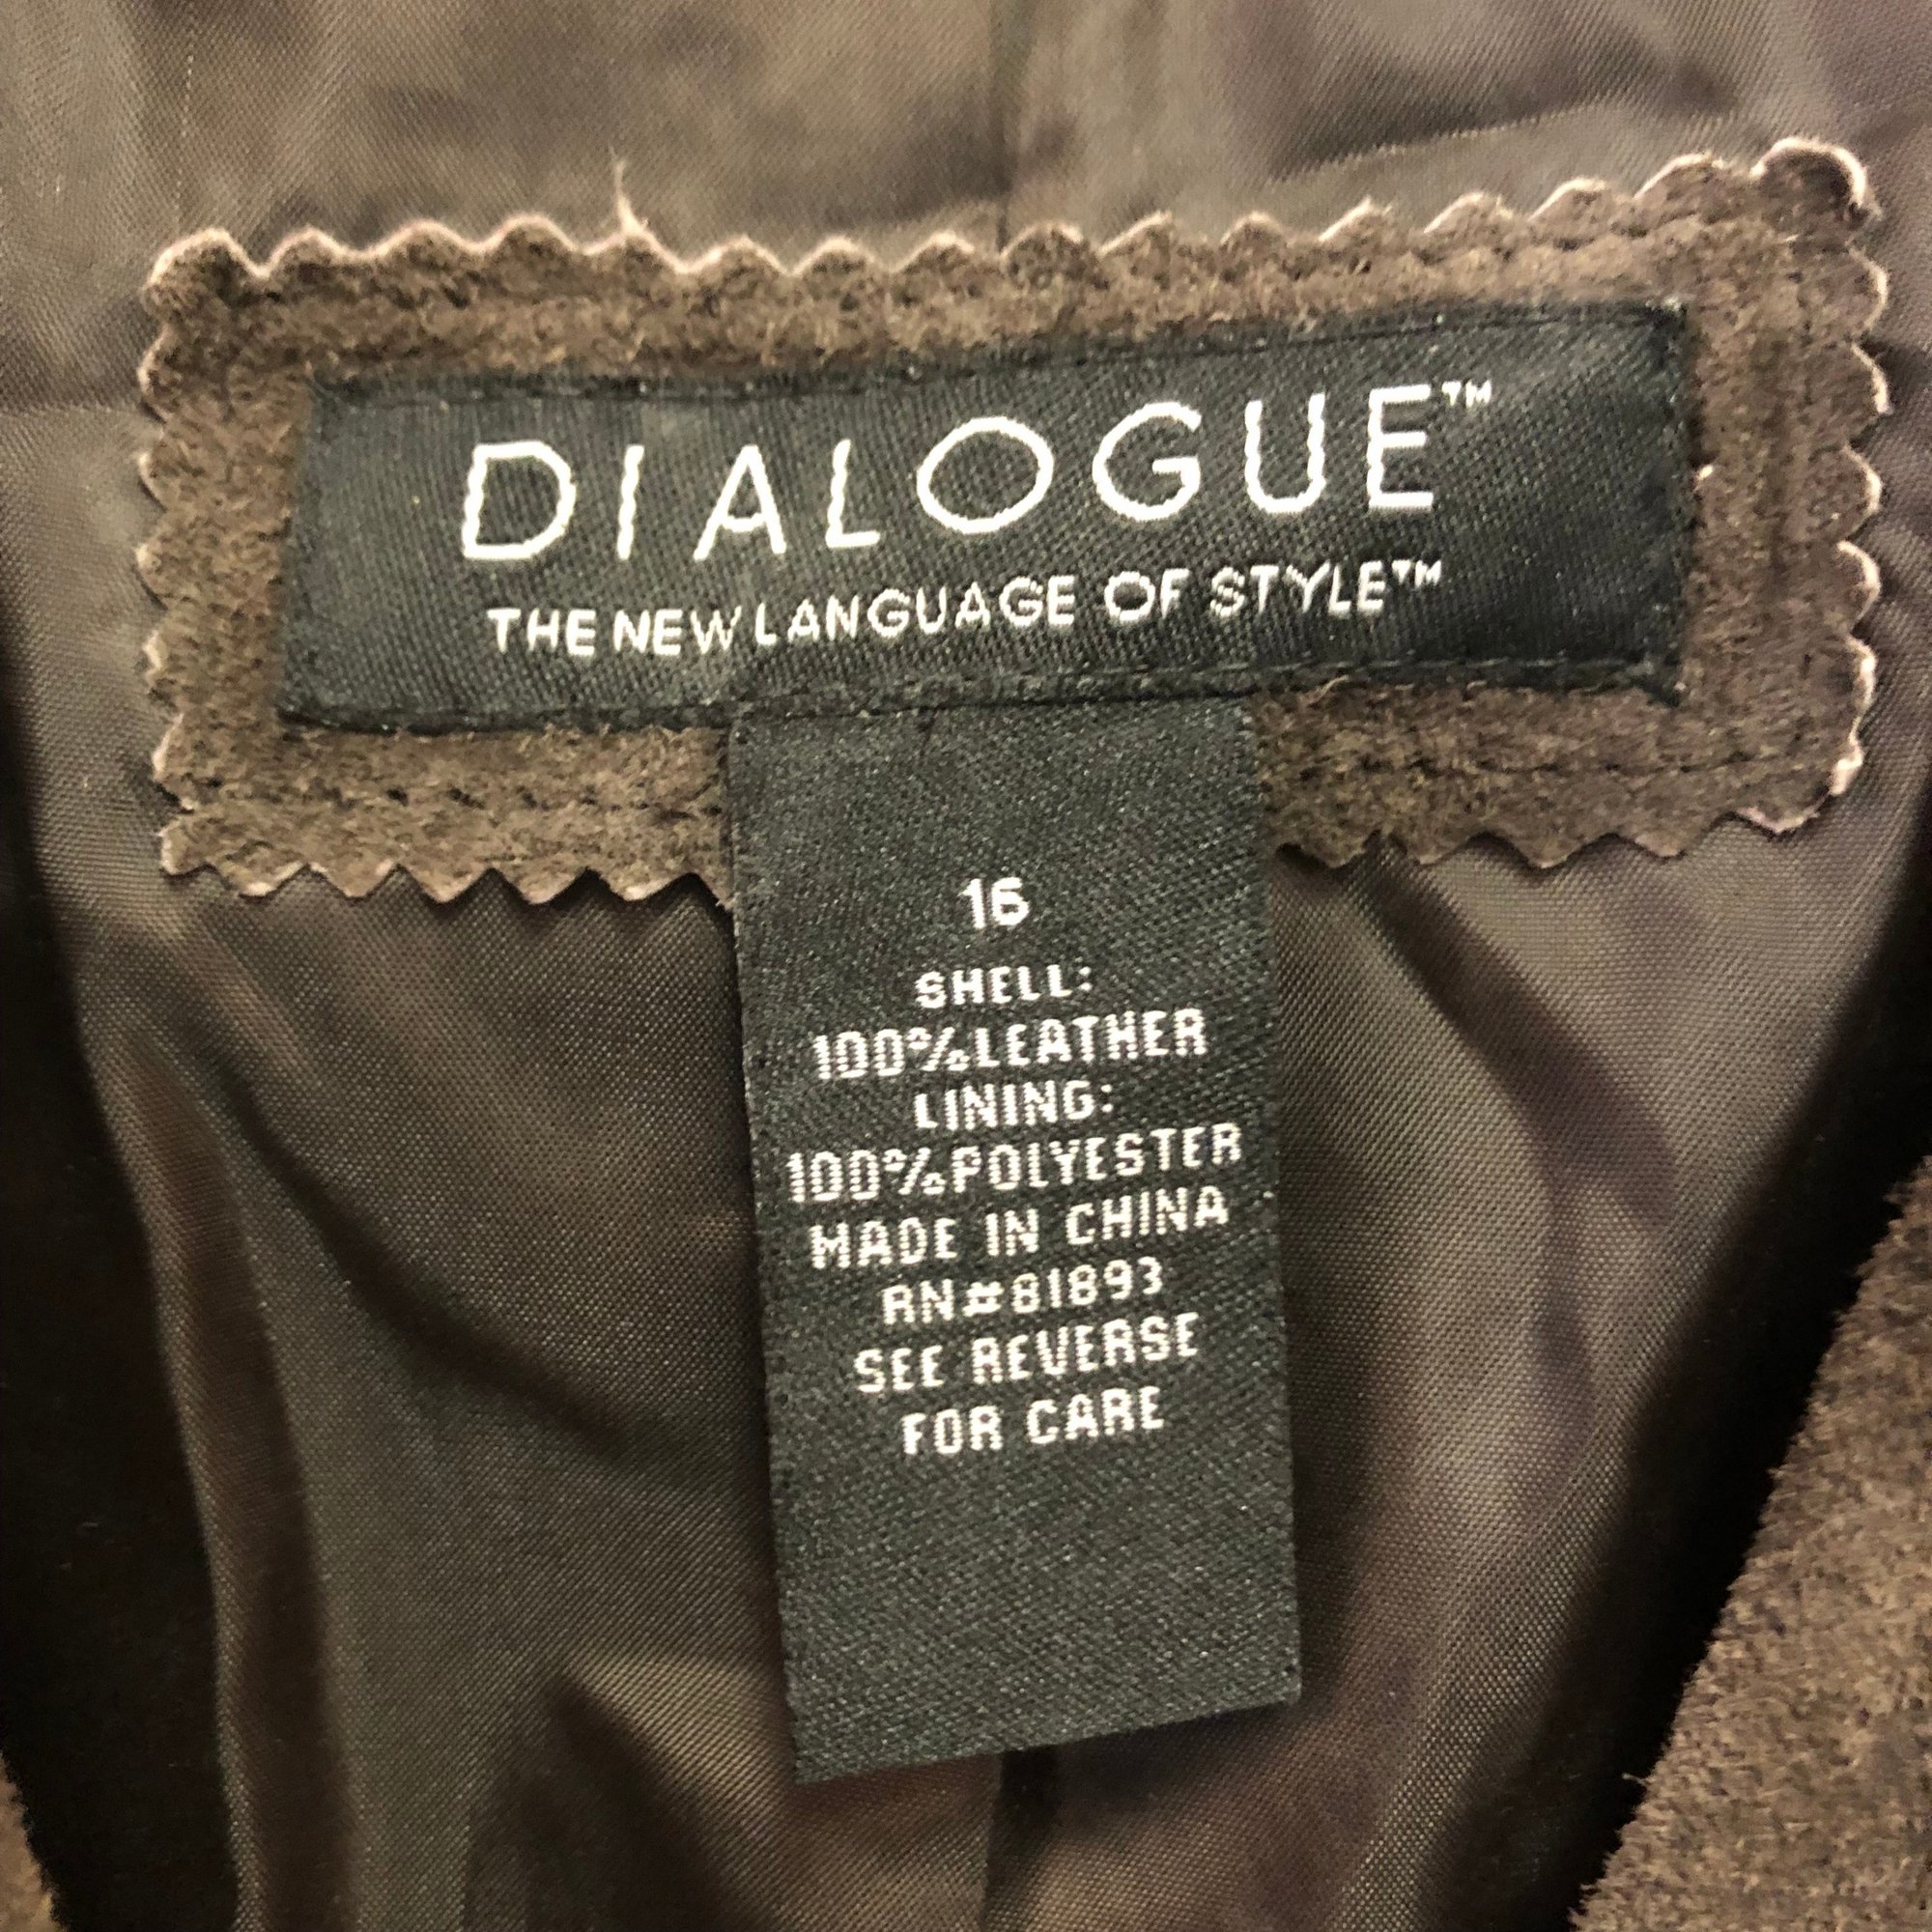 DIALOGUE™
THE NEW LANGUAGE OF STYLE™
16
SHELL:
100%LEATHER
LINING:
100%POLYESTER
MADE IN CHINA
RN#81893
SEE REVERSE
FOR CARE